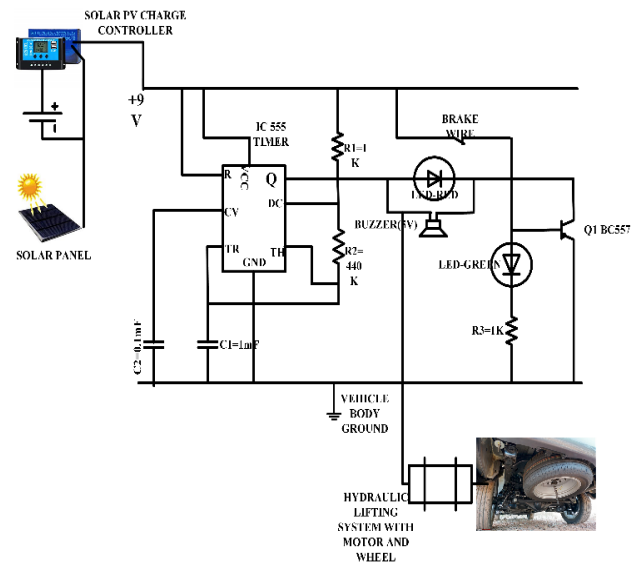 SOLAR PV CHARGE
CONTROLLER
+9
V
IC 555
TIMER
R1=1
K
BRAKE
WIRE
R
VCC
Q
DC
CV
TR
TH
GND
LED-RED
BUZZER(5V)
Q1 BC557
SOLAR PANEL
R2=
440
K
LED-GREEN
R3=1K
C2=0.1mF
C1=1mF
VEHICLE
BODY
GROUND
HYDRAULIC
LIFTING
SYSTEM WITH
MOTOR AND
WHEEL